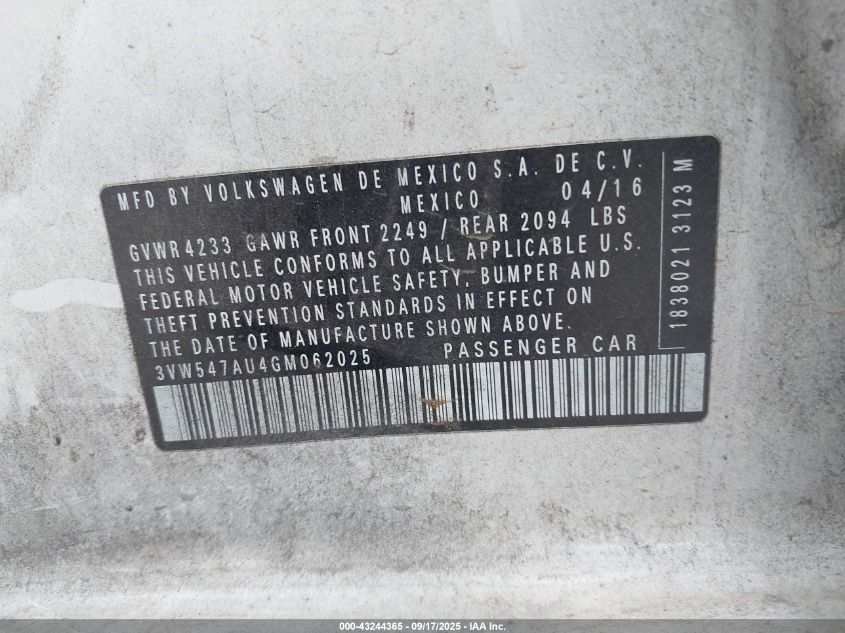 MFD BY VOLKSWAGEN DE MEXICO S.A. DE C.V.
MEXICO 04/16
GVWR 4233 GAWR FRONT 2249 / REAR 2094 LBS
THIS VEHICLE CONFORMS TO ALL APPLICABLE U.S.
FEDERAL MOTOR VEHICLE SAFETY, BUMPER AND
THEFT PREVENTION STANDARDS IN EFFECT ON
THE DATE OF MANUFACTURE SHOWN ABOVE.
3VW547AU4GM062025 PASSENGER CAR
1838021 3123 M
000-43244365 - 09/17/2025 - IAA Inc.